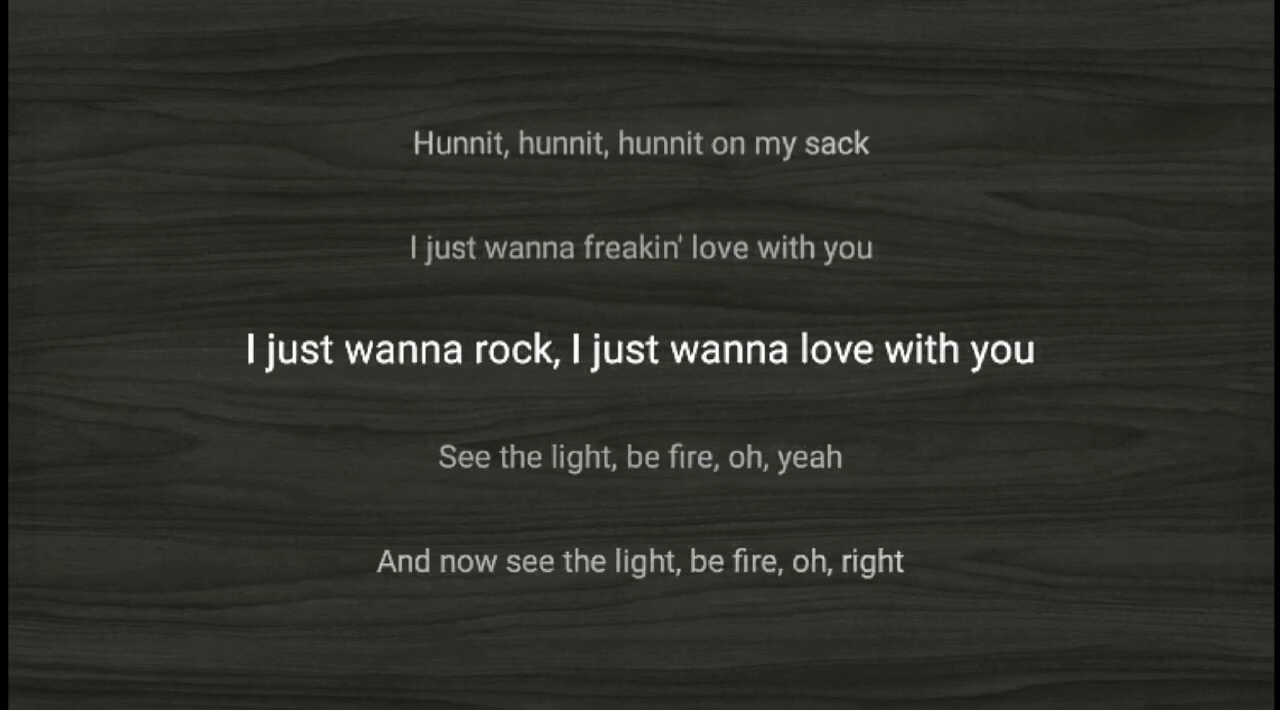 Hunnit, hunnit, hunnit on my sack
I just wanna freakin' love with you
I just wanna rock, I just wanna love with you
See the light, be fire, oh, yeah
And now see the light, be fire, oh, right